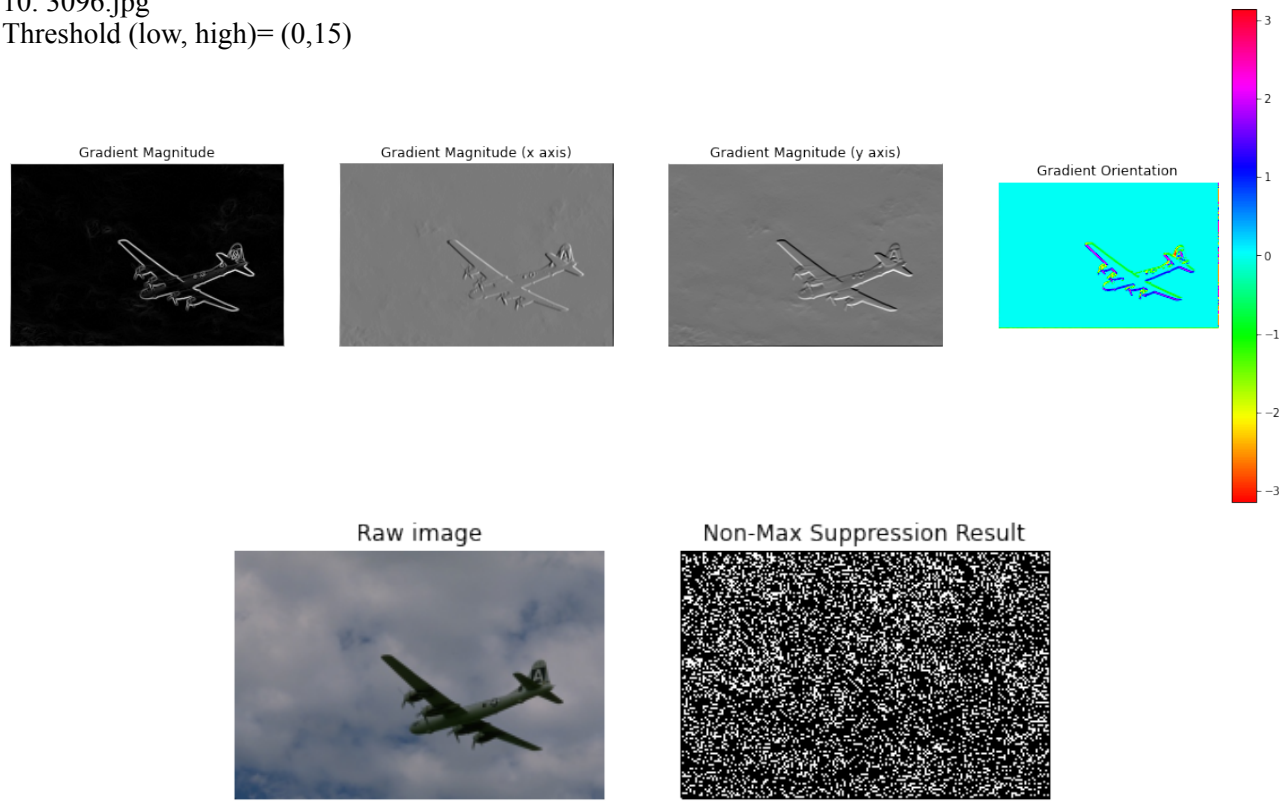 10. 3096.jpg
Threshold (low, high)= (0,15)
Gradient Magnitude
Gradient Magnitude (x axis)
Gradient Magnitude (y axis)
Gradient Orientation
3
2
1
0
−1
−2
−3
Raw image
Non-Max Suppression Result
A